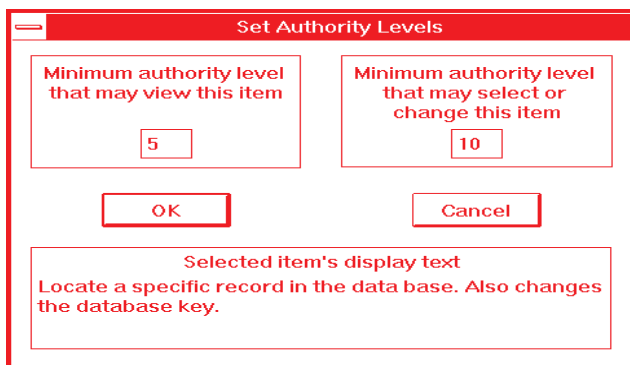 Set Authority Levels
Minimum authority level
that may view this item
5
Minimum authority level
that may select or
change this item
10
OK
Cancel
Selected item's display text
Locate a specific record in the data base. Also changes
the database key.